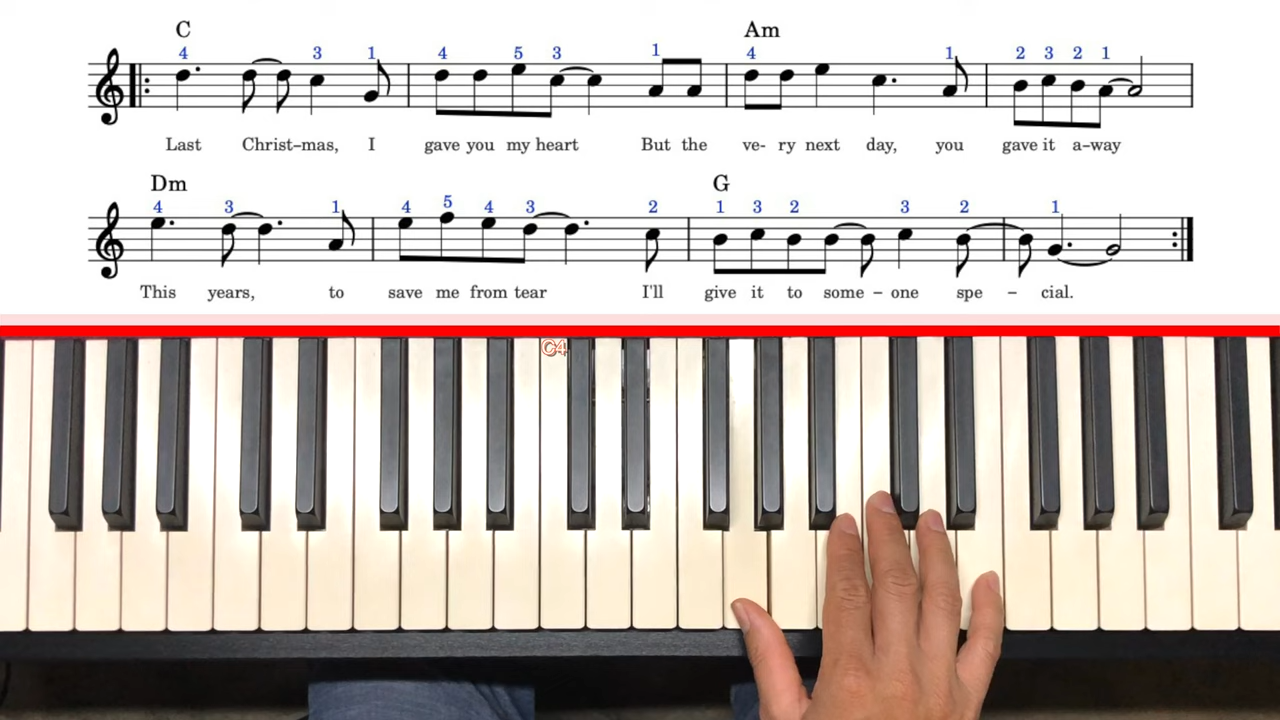 C Am
4 3 1 4 5 3 1 4 1 2 3 2 1
Last Christ–mas, I gave you my heart But the ve- ry next day, you gave it a–way
Dm G
4 3 1 4 5 4 3 2 1 3 2 3 2 1
This years, to save me from tear I'll give it to some – one spe – cial.
C4